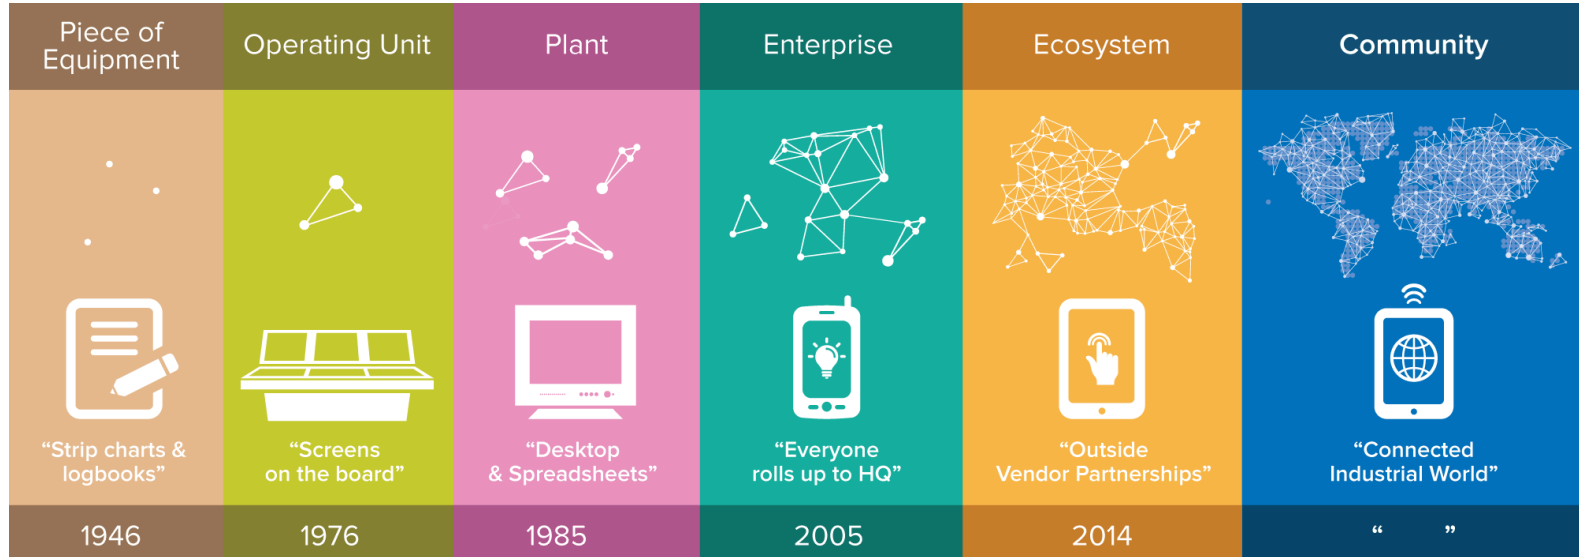 Piece of
Equipment
Operating Unit
Plant
Enterprise
Ecosystem
Community
“Strip charts &
logbooks”
“Screens
on the board”
“Desktop
& Spreadsheets”
“Everyone
rolls up to HQ”
“Outside
Vendor Partnerships”
“Connected
Industrial World”
1946
1976
1985
2005
2014
“ ”